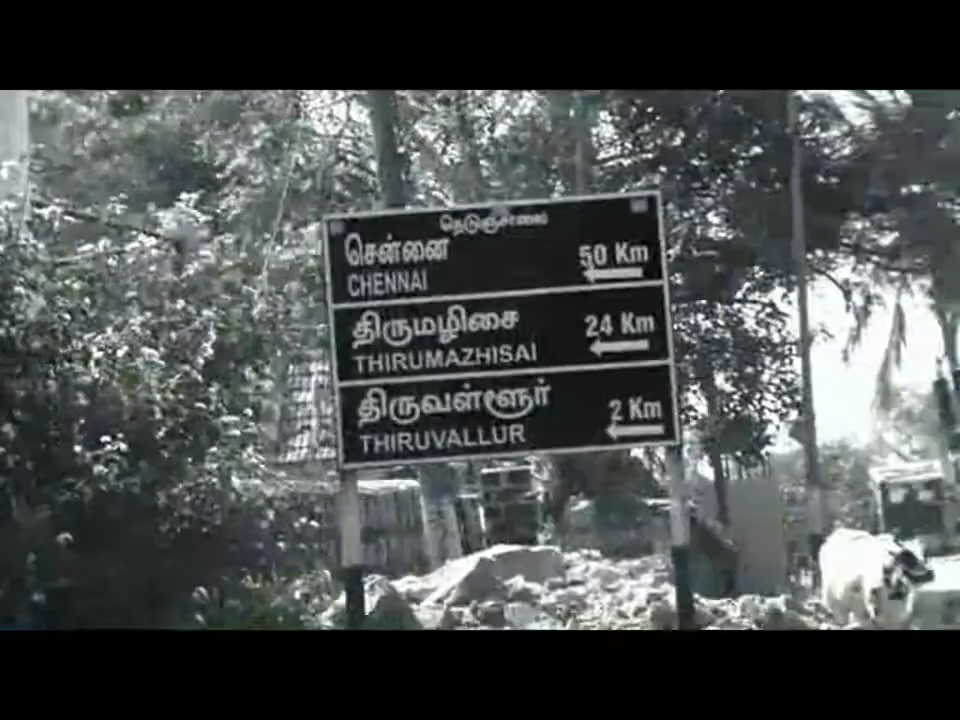 நெடுஞ்சாலை
சென்னை 50 Km
CHENNAI
திருமழிசை 24 Km
THIRUMAZHISAI
திருவள்ளூர் 2 Km
THIRUVALLUR